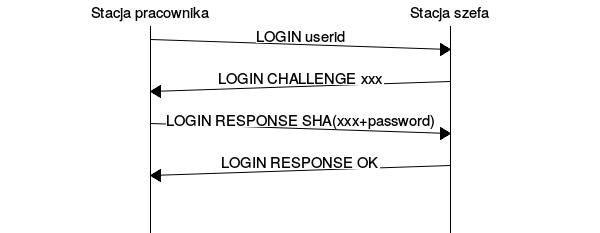 Stacja pracownika
Stacja szefa
LOGIN userid
LOGIN CHALLENGE xxx
LOGIN RESPONSE SHA(xxx+password)
LOGIN RESPONSE OK